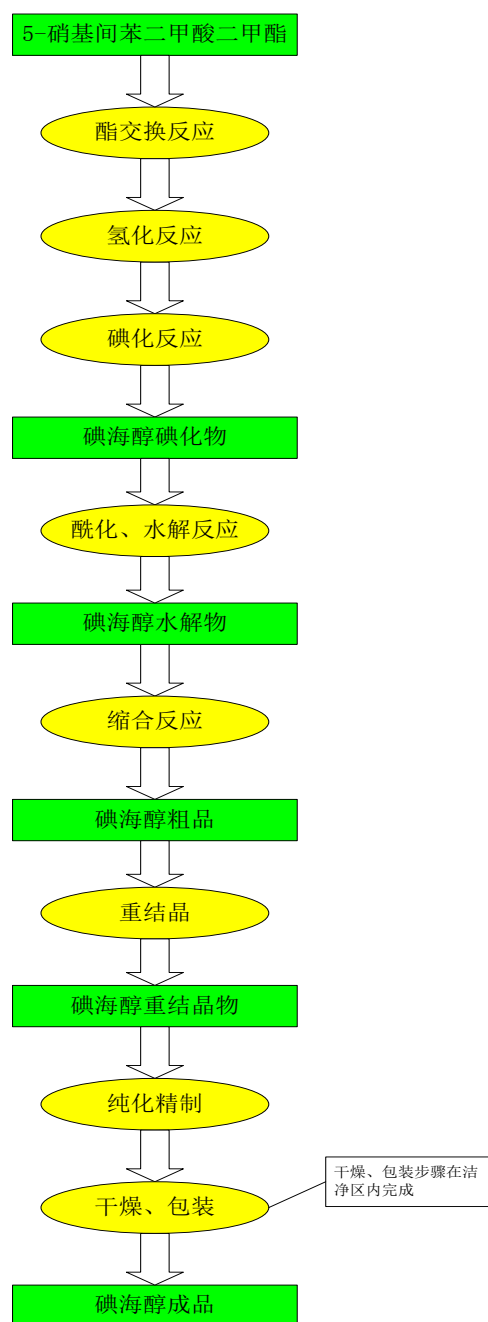 5-硝基间苯二甲酸二甲酯
酯交换反应
氢化反应
碘化反应
碘海醇碘化物
酰化、水解反应
碘海醇水解物
缩合反应
碘海醇粗品
重结晶
碘海醇重结晶物
纯化精制
干燥、包装步骤在洁
净区内完成
干燥、包装
碘海醇成品